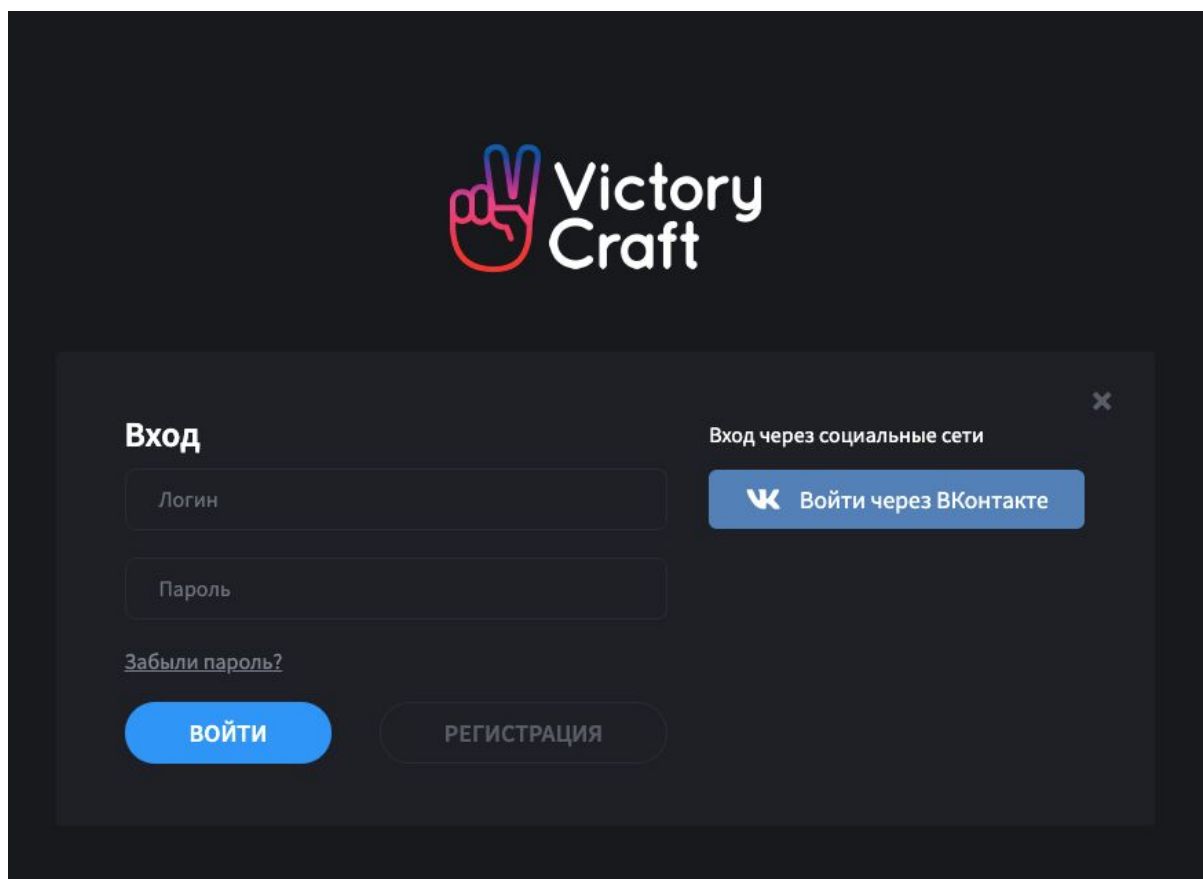 Victory
Craft
Вход
Логин
Пароль
Забыли пароль?
ВОЙТИ
РЕГИСТРАЦИЯ
Вход через социальные сети
Войти через ВКонтакте